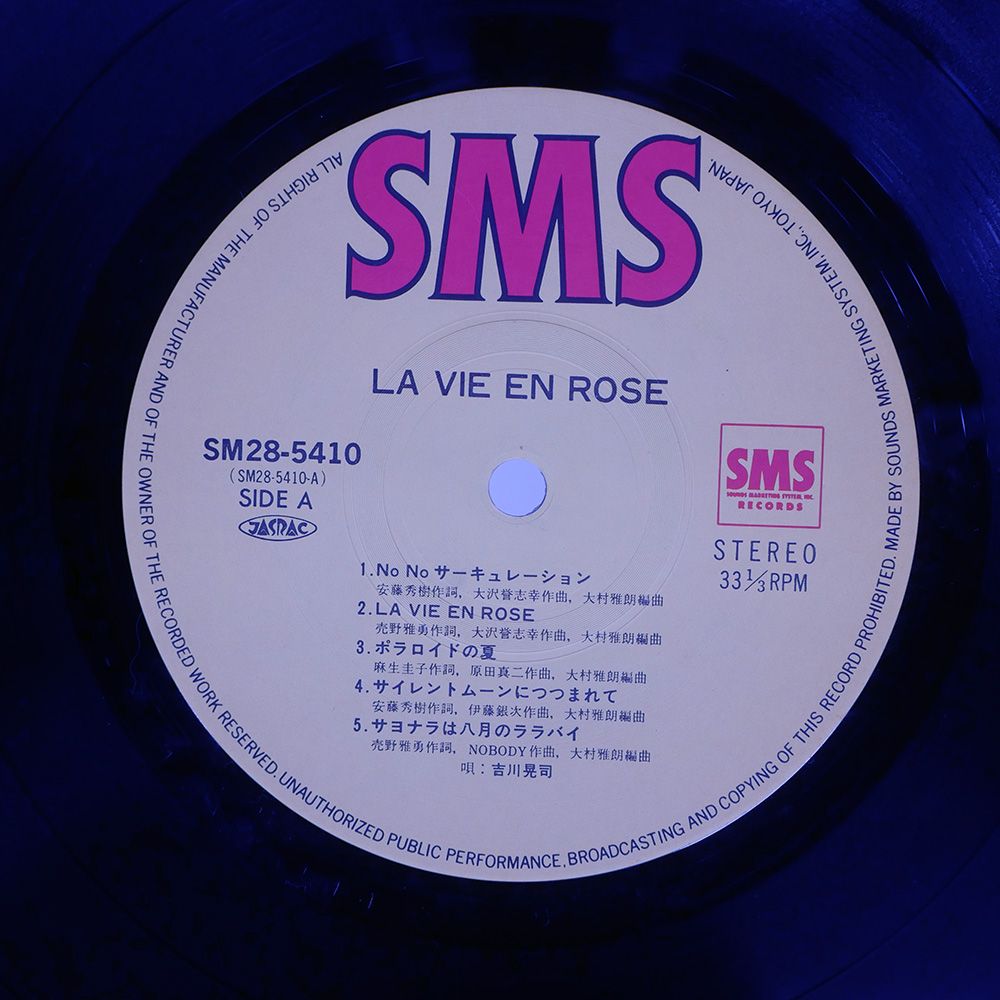 SMS
LA VIE EN ROSE
SM28-5410
(SM28-5410-A)
SIDE A
JASRAC
SMS
SOUNDS MARKETING SYSTEM, INC.
RECORDS
STEREO
33 1/3 RPM
1. No No サーキュレーション
安藤秀樹作詞, 大沢誉志幸作曲, 大村雅朗編曲
2. LA VIE EN ROSE
売野雅勇作詞, 大沢誉志幸作曲, 大村雅朗編曲
3. ポラロイドの夏
麻生圭子作詞, 原田真二作曲, 大村雅朗編曲
4. サイレントムーンにつつまれて
安藤秀樹作詞, 伊藤銀次作曲, 大村雅朗編曲
5. サヨナラは八月のララバイ
売野雅勇作詞, NOBODY作曲, 大村雅朗編曲
唄：吉川晃司
ALL RIGHTS OF THE MANUFACTURER AND OF THE OWNER OF THE RECORDED WORK RESERVED. UNAUTHORIZED PUBLIC PERFORMANCE, BROADCASTING AND COPYING OF THIS RECORD PROHIBITED. MADE BY SOUNDS MARKETING SYSTEM, INC, TOKYO JAPAN.